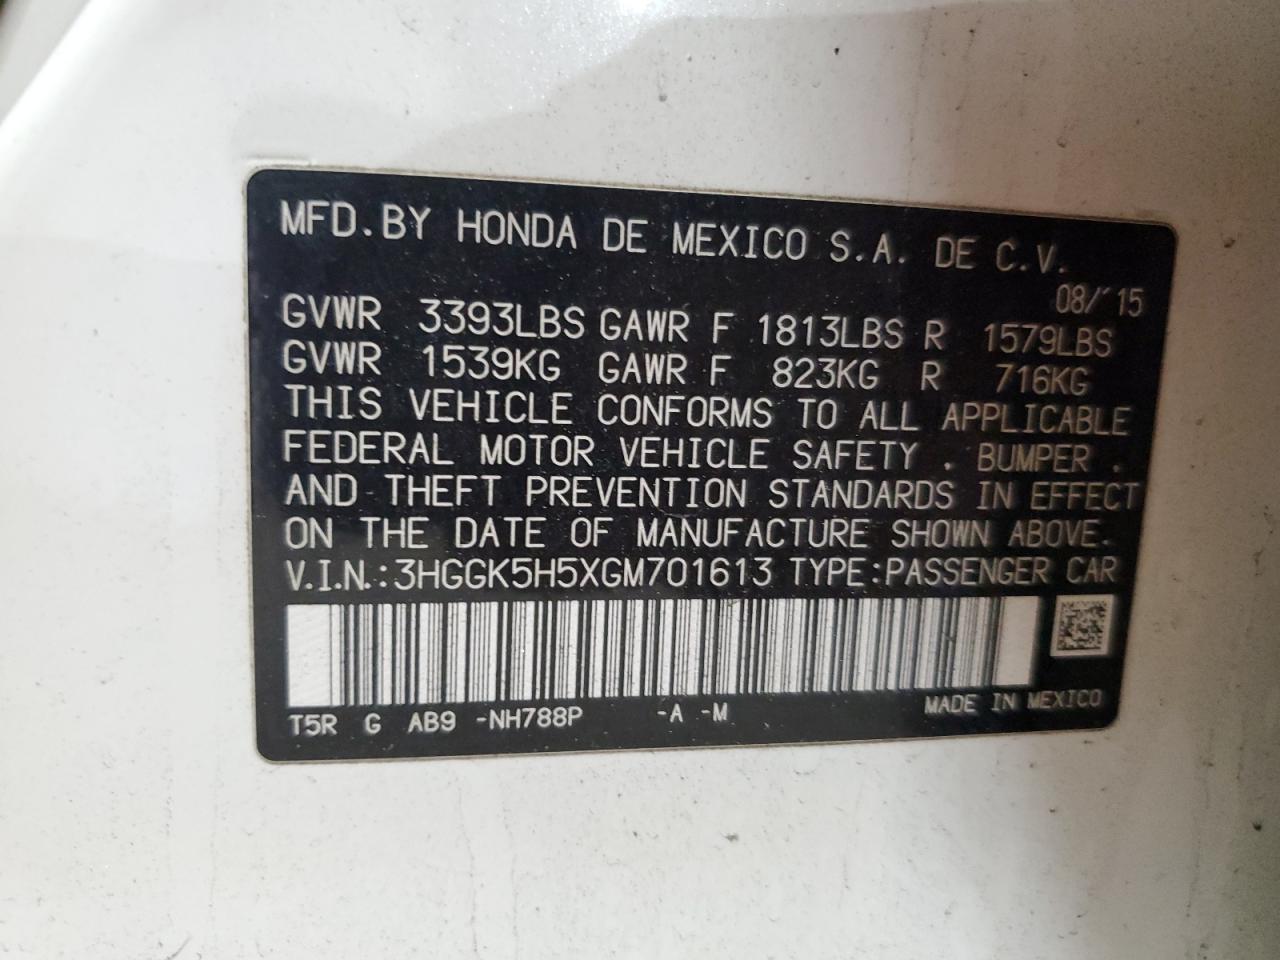 MFD.BY HONDA DE MEXICO S.A. DE C.V.
08/'15
GVWR 3393LBS GAWR F 1813LBS R 1579LBS
GVWR 1539KG GAWR F 823KG R 716KG
THIS VEHICLE CONFORMS TO ALL APPLICABLE
FEDERAL MOTOR VEHICLE SAFETY , BUMPER ,
AND THEFT PREVENTION STANDARDS IN EFFECT
ON THE DATE OF MANUFACTURE SHOWN ABOVE.
V.I.N.:3HGGK5H5XGM701613 TYPE:PASSENGER CAR
T5R G AB9 -NH788P -A -M MADE IN MEXICO